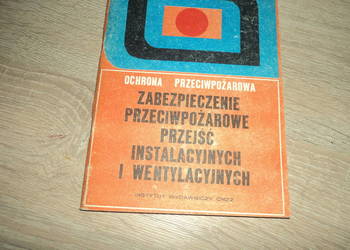 OCHRONA PRZECIWPOŻAROWA
ZABEZPIECZENIE
PRZECIWPOŻAROWE
PRZEJŚĆ
INSTALACYJNYCH
I WENTYLACYJNYCH
INSTYTUT WYDAWNICZY CRZZ